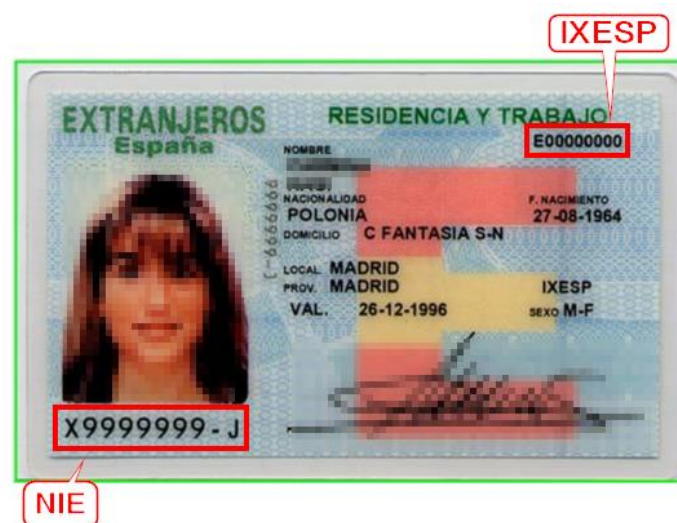 IXESP
EXTRANJEROS
España
RESIDENCIA Y TRABAJO
E00000000
NOMBRE
NACIONALIDAD
F. NACIMIENTO
POLONIA
27-08-1964
DOMICILIO C FANTASIA S-N
LOCAL MADRID
PROV. MADRID
IXESP
VAL. 26-12-1996
SEXO M-F
X9999999-J
NIE